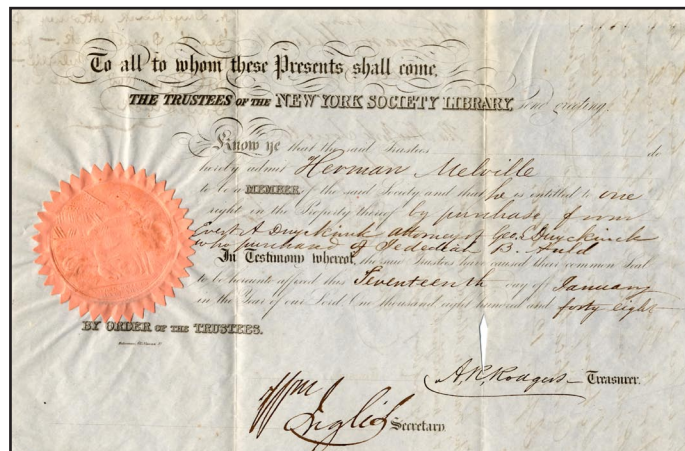 To all to whom these Presents shall come,
THE TRUSTEES OF THE NEW YORK SOCIETY LIBRARY, send greeting:
Know ye that the said Trustees do
hereby admit Herman Melville
to be a MEMBER of the said Society and that he is entitled to one
right in the Property thereof by purchase from
Evert A Duyckinck attorney of Geo. L Duyckinck
who purchased of Jedediah B. Auld
In Testimony whereof, the said Trustees have caused their common Seal
to be hereunto affixed this Seventeenth day of January
in the Year of our Lord. One thousand eight hundred and forty eight
BY ORDER OF THE TRUSTEES.
A.R. Rodgers Treasurer.
Wm Inglis Secretary